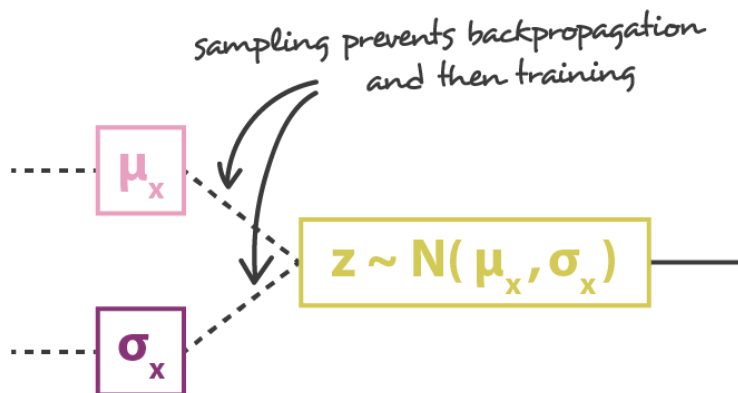 sampling prevents backpropagation
and then training
μx
z ~ N(μx, σx)
σx